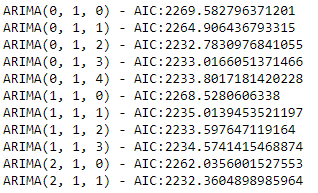 ARIMA(0, 1, 0) - AIC:2269.582796371201
ARIMA(0, 1, 1) - AIC:2264.906436793315
ARIMA(0, 1, 2) - AIC:2232.7830976841055
ARIMA(0, 1, 3) - AIC:2233.0166051371466
ARIMA(0, 1, 4) - AIC:2233.8017181420228
ARIMA(1, 1, 0) - AIC:2268.5280606338
ARIMA(1, 1, 1) - AIC:2235.0139453521197
ARIMA(1, 1, 2) - AIC:2233.597647119164
ARIMA(1, 1, 3) - AIC:2234.5741415468874
ARIMA(2, 1, 0) - AIC:2262.0356001527553
ARIMA(2, 1, 1) - AIC:2232.3604898985964